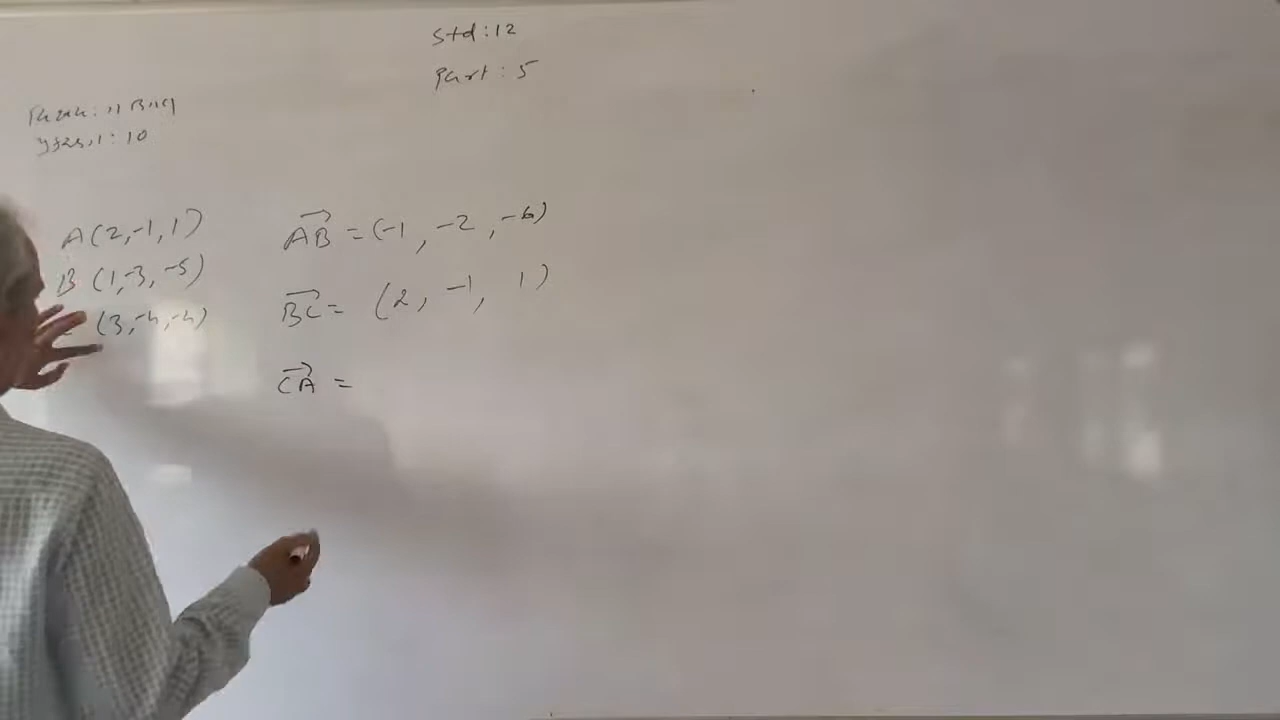 Std : 12
Part : 5
: 10
A(2,-1,1)
B (1,-3,-5)
(3,-4,-4)
AB⃗ = (-1, -2, -6)
BC⃗ = (2, -1, 1)
CA⃗ =